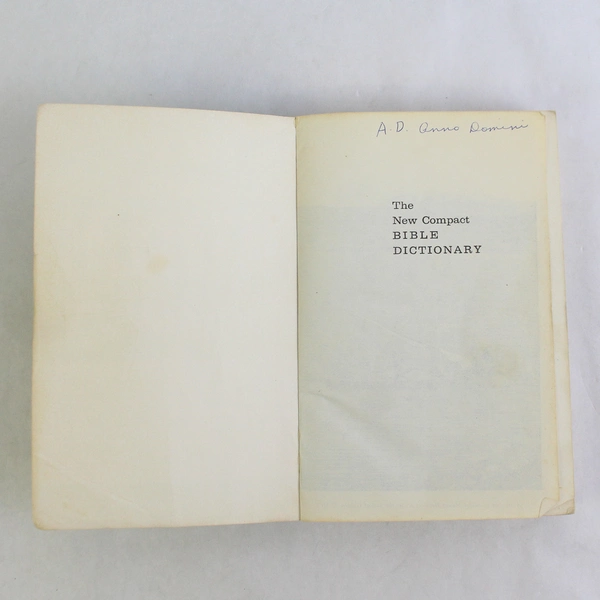 A.D. Anno Domini
The
New Compact
BIBLE
DICTIONARY